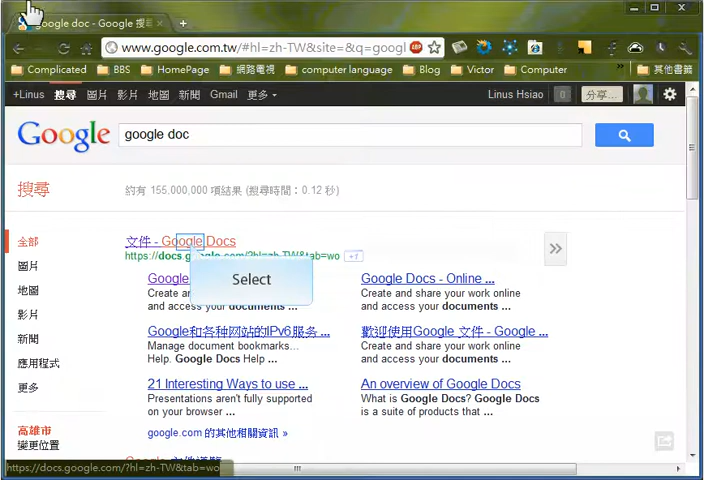 google doc - Google 搜尋
www.google.com.tw/#hl=zh-TW&site=&q=googl
Complicated BBS HomePage 網路電視 computer language Blog Victor Computer » 其他書籤
+Linus 搜尋 圖片 影片 地圖 新聞 Gmail 更多 Linus Hsiao 0 分享...
Google google doc
搜尋 約有 155,000,000 項結果 (搜尋時間：0.12 秒)
全部
圖片
地圖
影片
新聞
應用程式
更多
高雄市
變更位置
文件 - Google Docs
https://docs.google.com/?hl=zh-TW&tab=wo +1
Select
Google
Create an
and access your documents ...
Google Docs - Online ...
Create and share your work online
and access your documents ...
Google和各种网站的IPv6服务 ...
Manage document bookmarks...
Help. Google Docs Help ...
歡迎使用Google 文件 - Google ...
Create and share your work online
and access your documents ...
21 Interesting Ways to use ...
Presentations aren't fully supported
on your browser ...
An overview of Google Docs
What is Google Docs? Google Docs
is a suite of products that ...
google.com 的其他相關資訊 »
https://docs.google.com/?hl=zh-TW&tab=wo